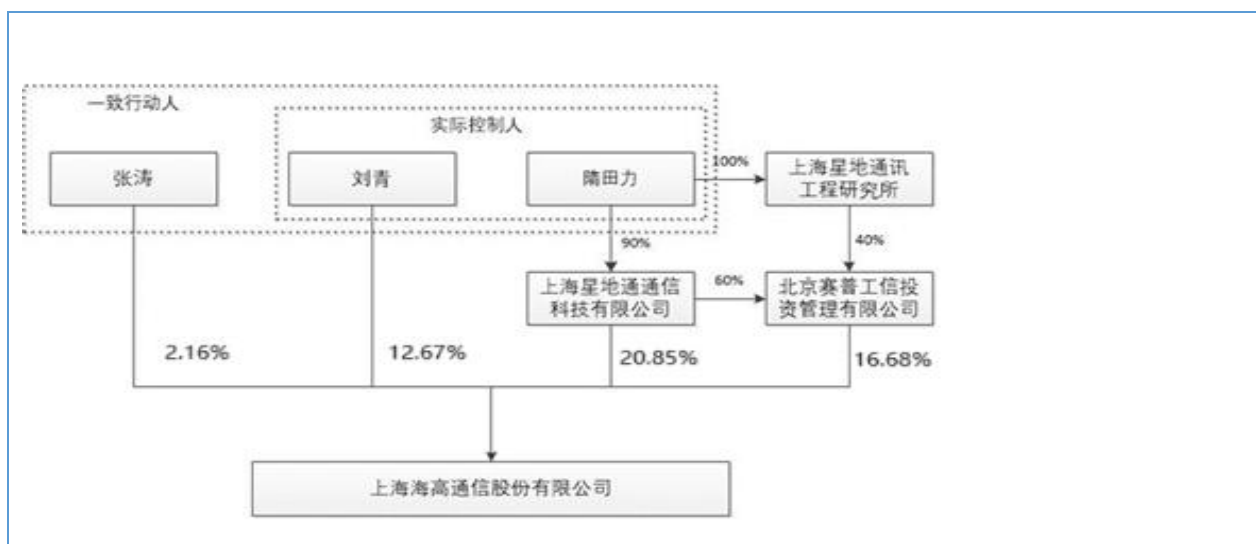 一致行动人
实际控制人
张涛
刘青
隋田力
100%
上海星地通讯
工程研究所
90%
40%
上海星地通通信
科技有限公司
60%
北京赛普工信投
资管理有限公司
2.16%
12.67%
20.85%
16.68%
上海海高通信股份有限公司